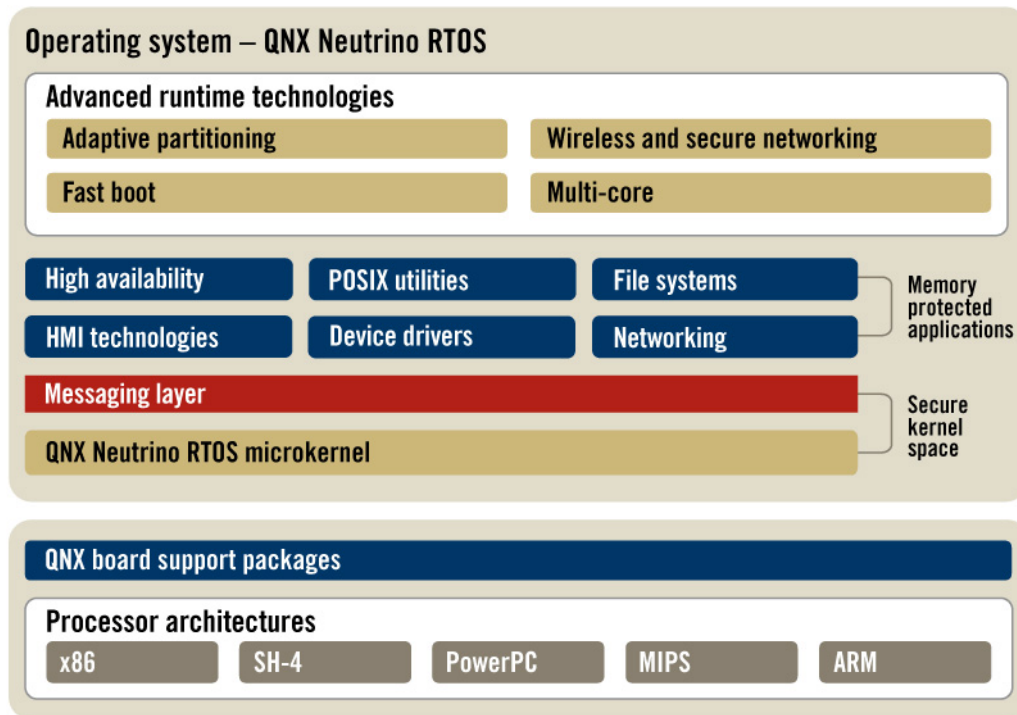 Operating system – QNX Neutrino RTOS
Advanced runtime technologies
Adaptive partitioning
Wireless and secure networking
Fast boot
Multi-core
High availability
POSIX utilities
File systems
HMI technologies
Device drivers
Networking
Memory
protected
applications
Messaging layer
QNX Neutrino RTOS microkernel
Secure
kernel
space
QNX board support packages
Processor architectures
x86
SH-4
PowerPC
MIPS
ARM